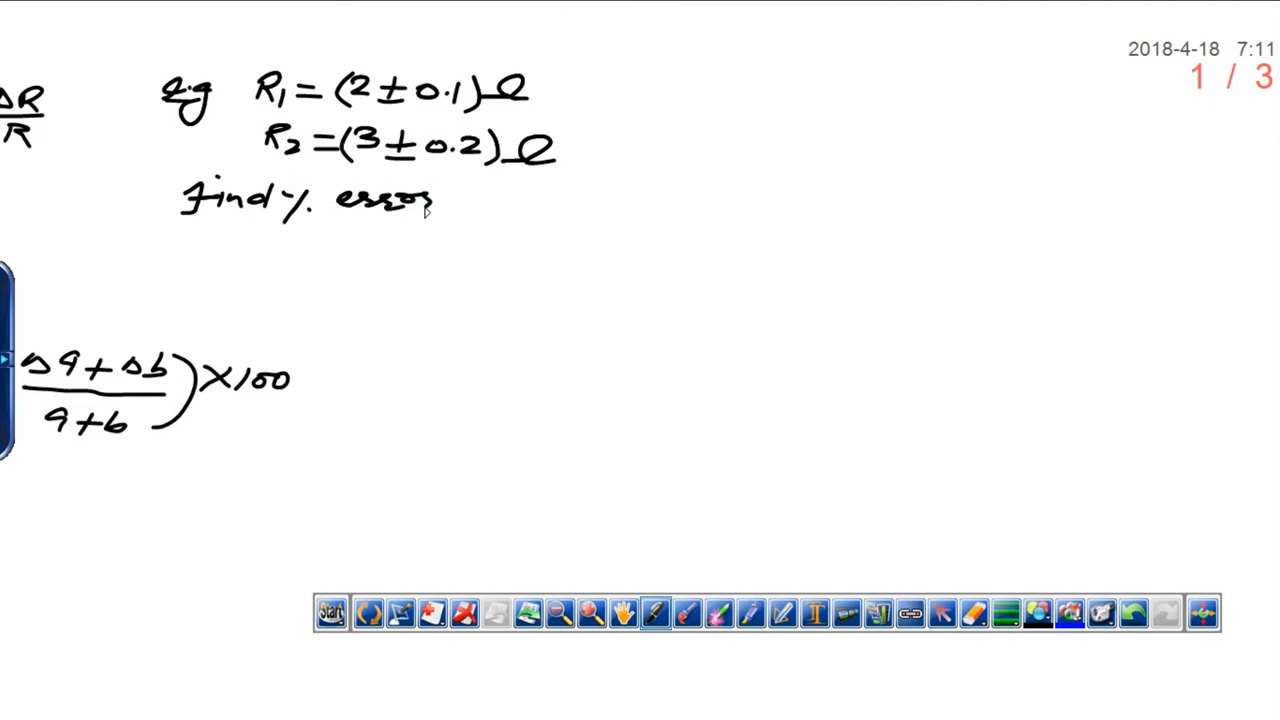 2018-4-18 7:11
1 / 3
ΔR
R
e.g R₁ = (2 ± 0.1) Ω
R₂ = (3 ± 0.2) Ω
find % error
Δa + Δb
a + b
) × 100
Start